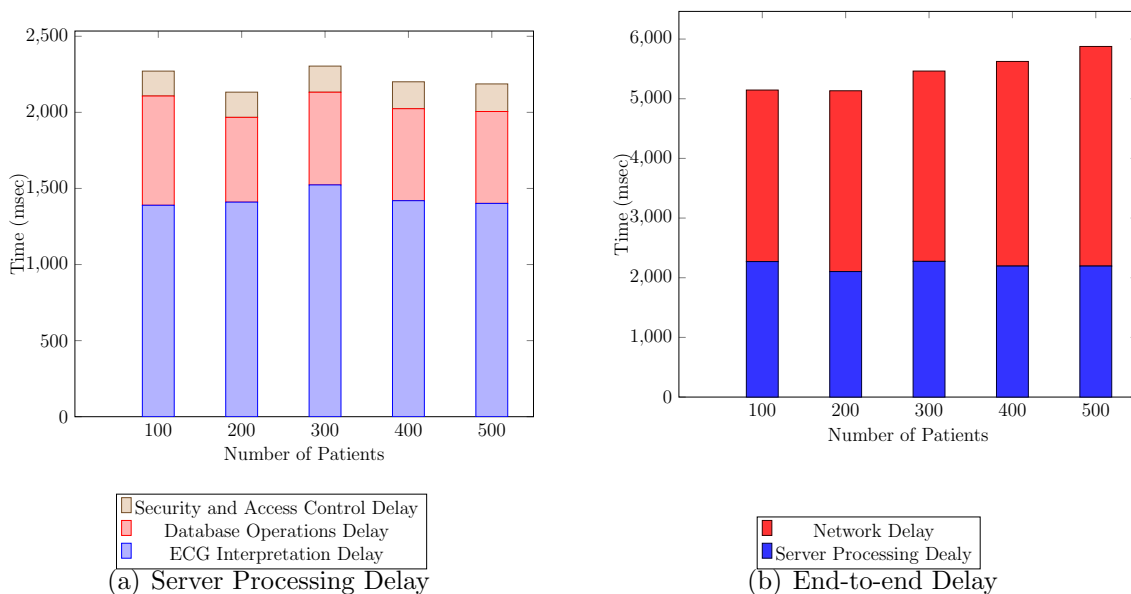 2,500
2,000
1,500
1,000
500
0
Time (msec)
100 200 300 400 500
Number of Patients
Security and Access Control Delay
Database Operations Delay
ECG Interpretation Delay
(a) Server Processing Delay
6,000
5,000
4,000
3,000
2,000
1,000
0
Time (msec)
100 200 300 400 500
Number of Patients
Network Delay
Server Processing Dealy
(b) End-to-end Delay